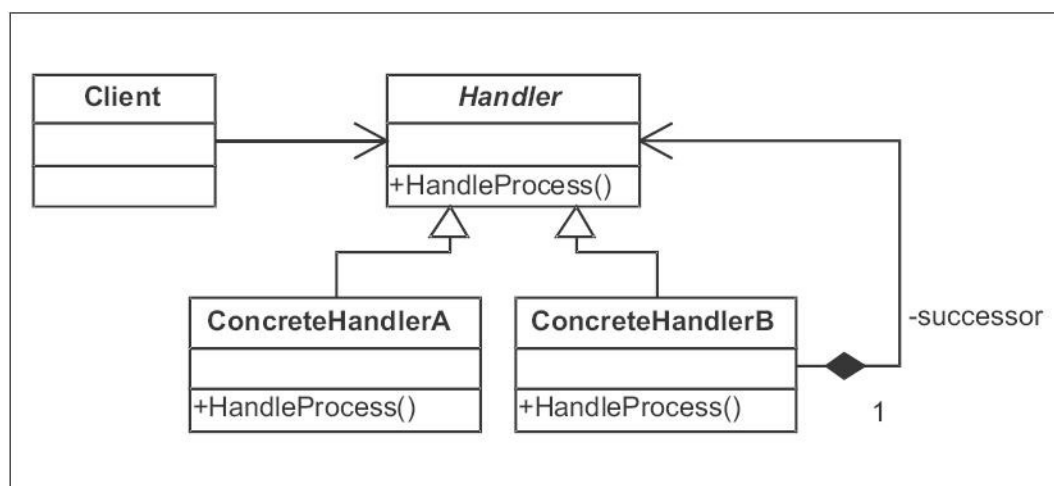 Client
Handler
+HandleProcess()
ConcreteHandlerA
ConcreteHandlerB
-successor
+HandleProcess()
+HandleProcess()
1